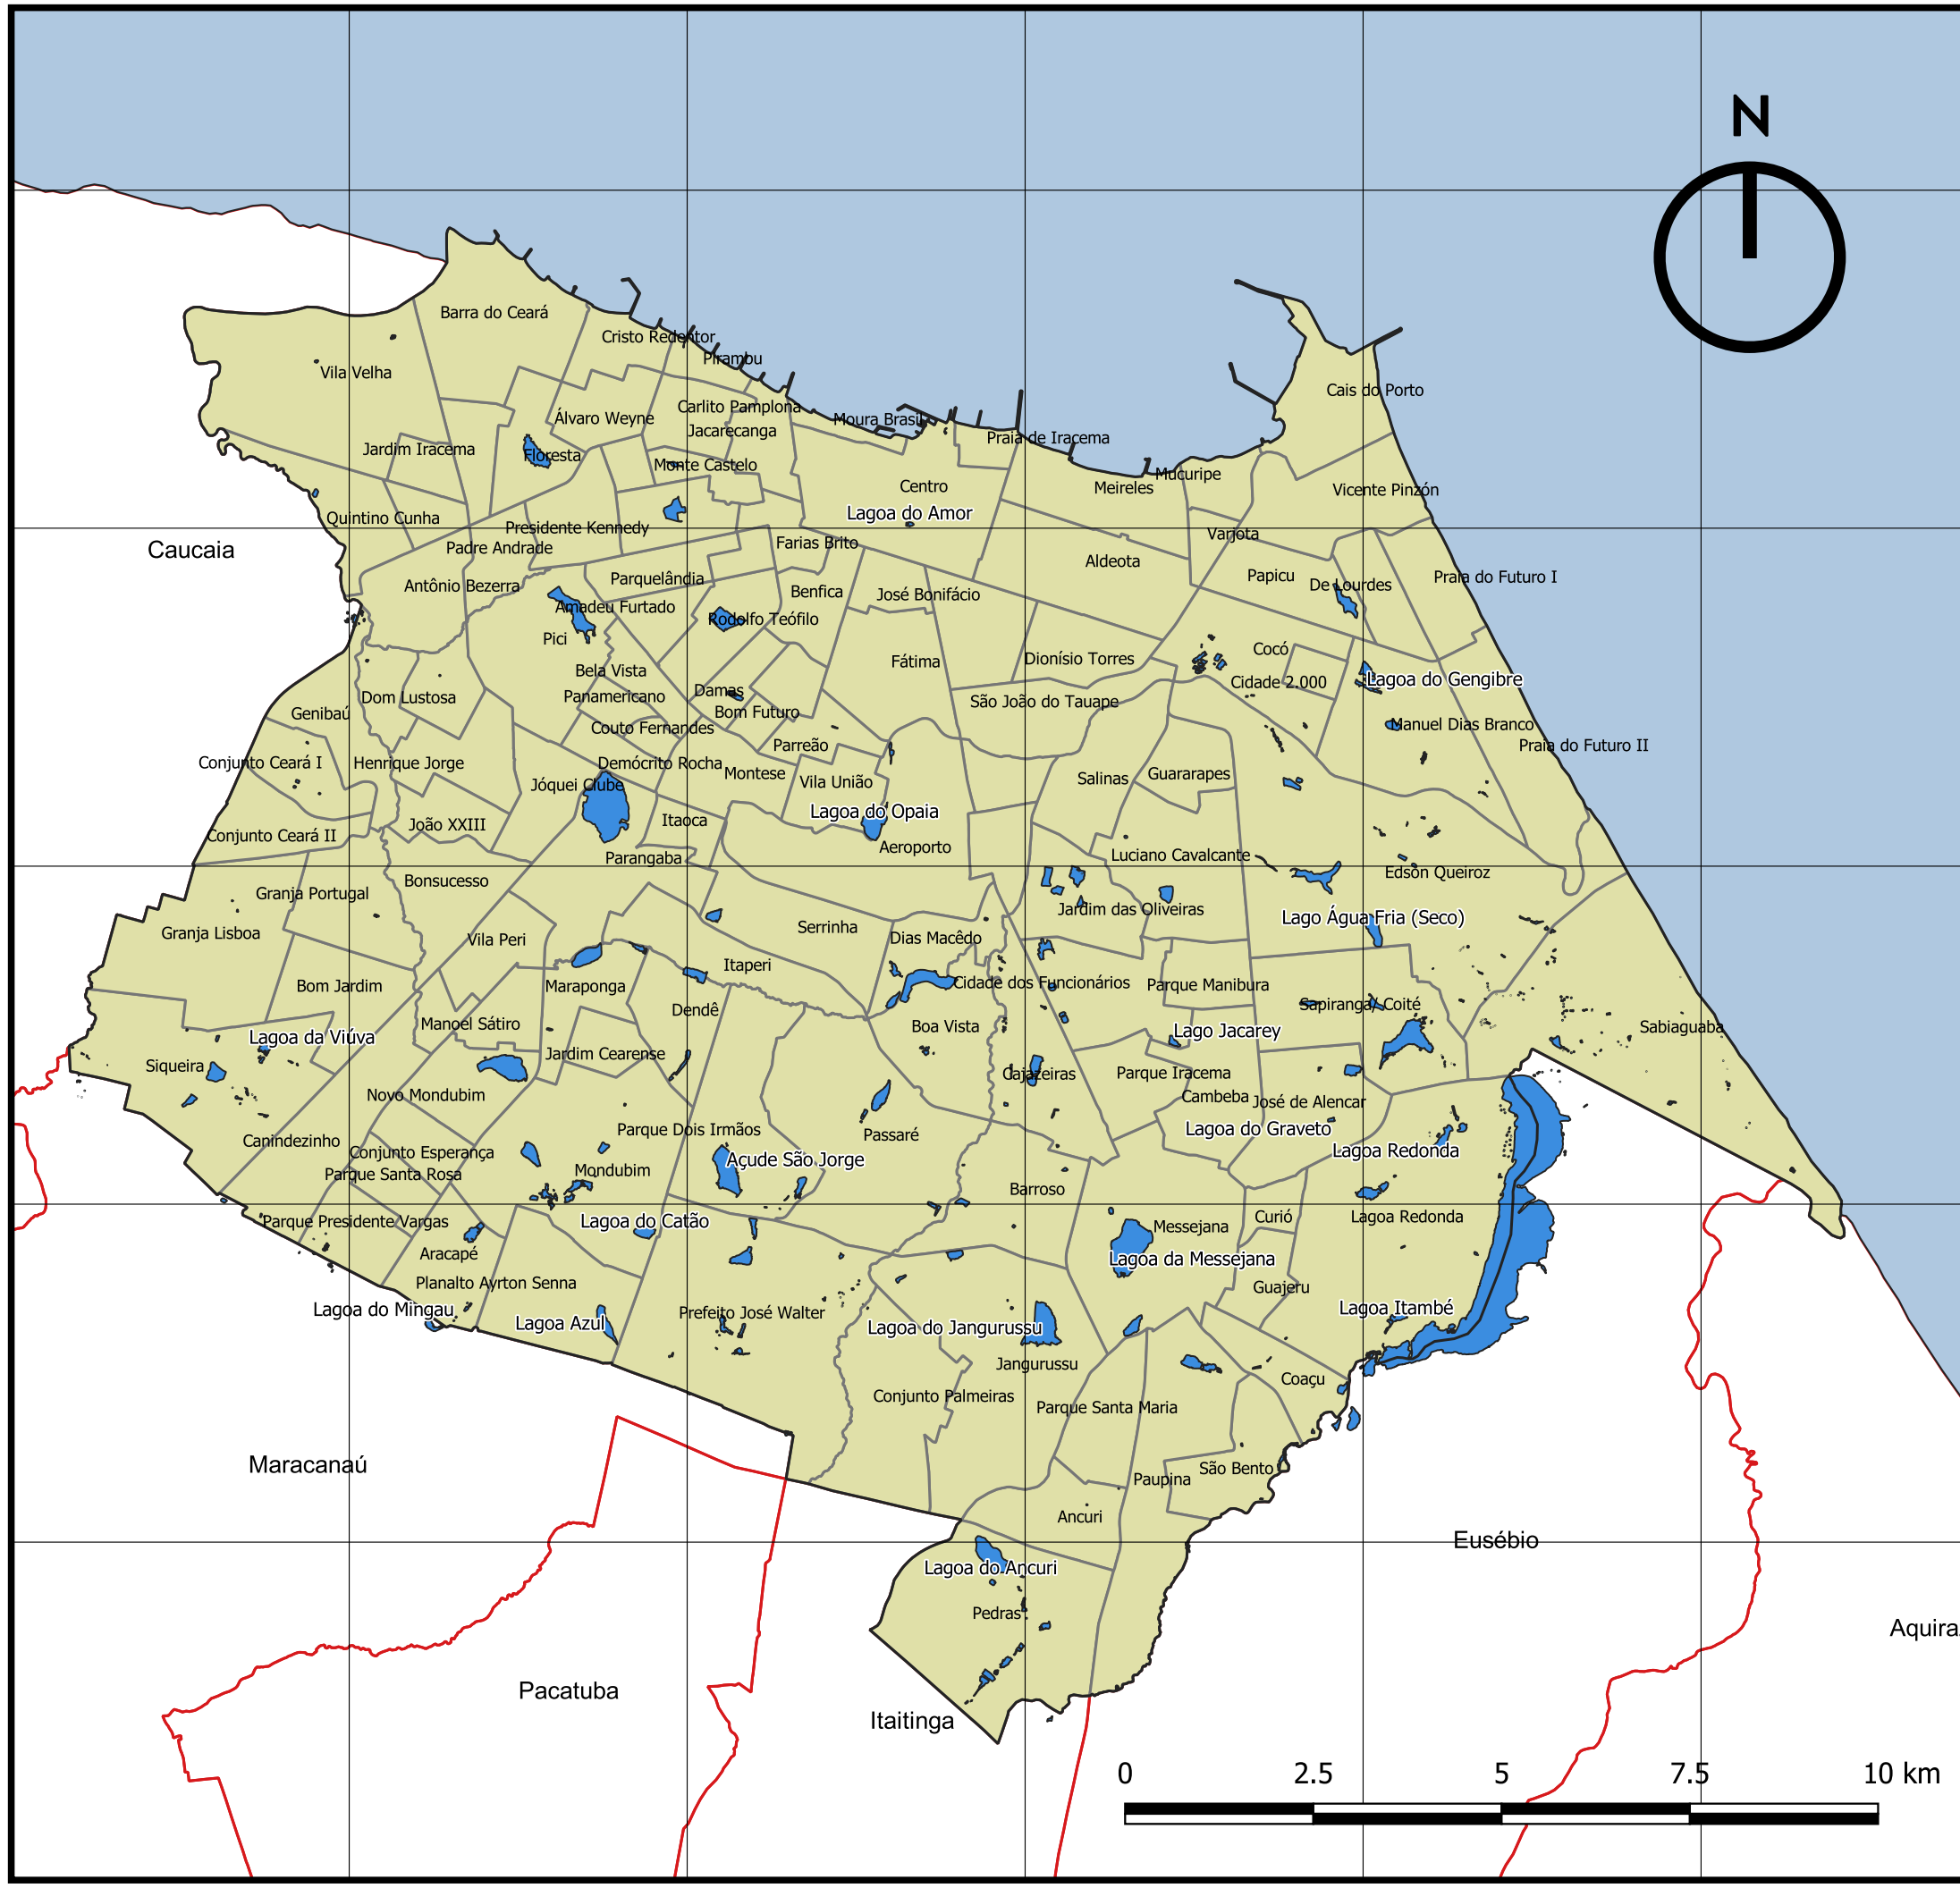 N
Barra do Ceará
Cristo Redentor
Pirambu
Vila Velha
Cais do Porto
Carlito Pamplona
Álvaro Weyne
Moura Brasil
Jacarecanga
Praia de Iracema
Jardim Iracema
Floresta
Monte Castelo
Mucuripe
Centro
Meireles
Vicente Pinzón
Lagoa do Amor
Quintino Cunha
Presidente Kennedy
Varjota
Farias Brito
Caucaia
Padre Andrade
Aldeota
Papicu
Praia do Futuro I
Parquelândia
Antônio Bezerra
De Lourdes
Benfica
José Bonifácio
Amadeu Furtado
Rodolfo Teófilo
Pici
Cocó
Dionísio Torres
Fátima
Bela Vista
Lagoa do Gengibre
Cidade 2.000
Damas
Dom Lustosa
Panamericano
São João do Tauape
Genibaú
Bom Futuro
Manuel Dias Branco
Couto Fernandes
Parreão
Praia do Futuro II
Conjunto Ceará I
Henrique Jorge
Demócrito Rocha
Montese
Guararapes
Salinas
Vila União
Jóquei Clube
Lagoa do Opaia
Itaoca
João XXIII
Conjunto Ceará II
Aeroporto
Luciano Cavalcante
Parangaba
Edson Queiroz
Bonsucesso
Granja Portugal
Jardim das Oliveiras
Lago Água Fria (Seco)
Serrinha
Granja Lisboa
Vila Peri
Dias Macêdo
Itaperi
Cidade dos Funcionários
Parque Manibura
Bom Jardim
Maraponga
Sapiranga/ Coité
Dendê
Manoel Sátiro
Boa Vista
Sabiaguaba
Lago Jacarey
Lagoa da Viúva
Jardim Cearense
Siqueira
Cajazeiras
Parque Iracema
Novo Mondubim
Cambeba
José de Alencar
Parque Dois Irmãos
Lagoa do Graveto
Passaré
Canindezinho
Lagoa Redonda
Conjunto Esperança
Açude São Jorge
Mondubim
Parque Santa Rosa
Barroso
Curió
Lagoa Redonda
Parque Presidente Vargas
Lagoa do Catão
Messejana
Aracapé
Lagoa da Messejana
Planalto Ayrton Senna
Guajeru
Lagoa Itambé
Lagoa do Mingau
Prefeito José Walter
Lagoa Azul
Lagoa do Jangurussu
Jangurussu
Coaçu
Conjunto Palmeiras
Parque Santa Maria
Maracanaú
São Bento
Paupina
Ancuri
Eusébio
Lagoa do Ancuri
Pedras
Aquira
Pacatuba
Itaitinga
0 2.5 5 7.5 10 km